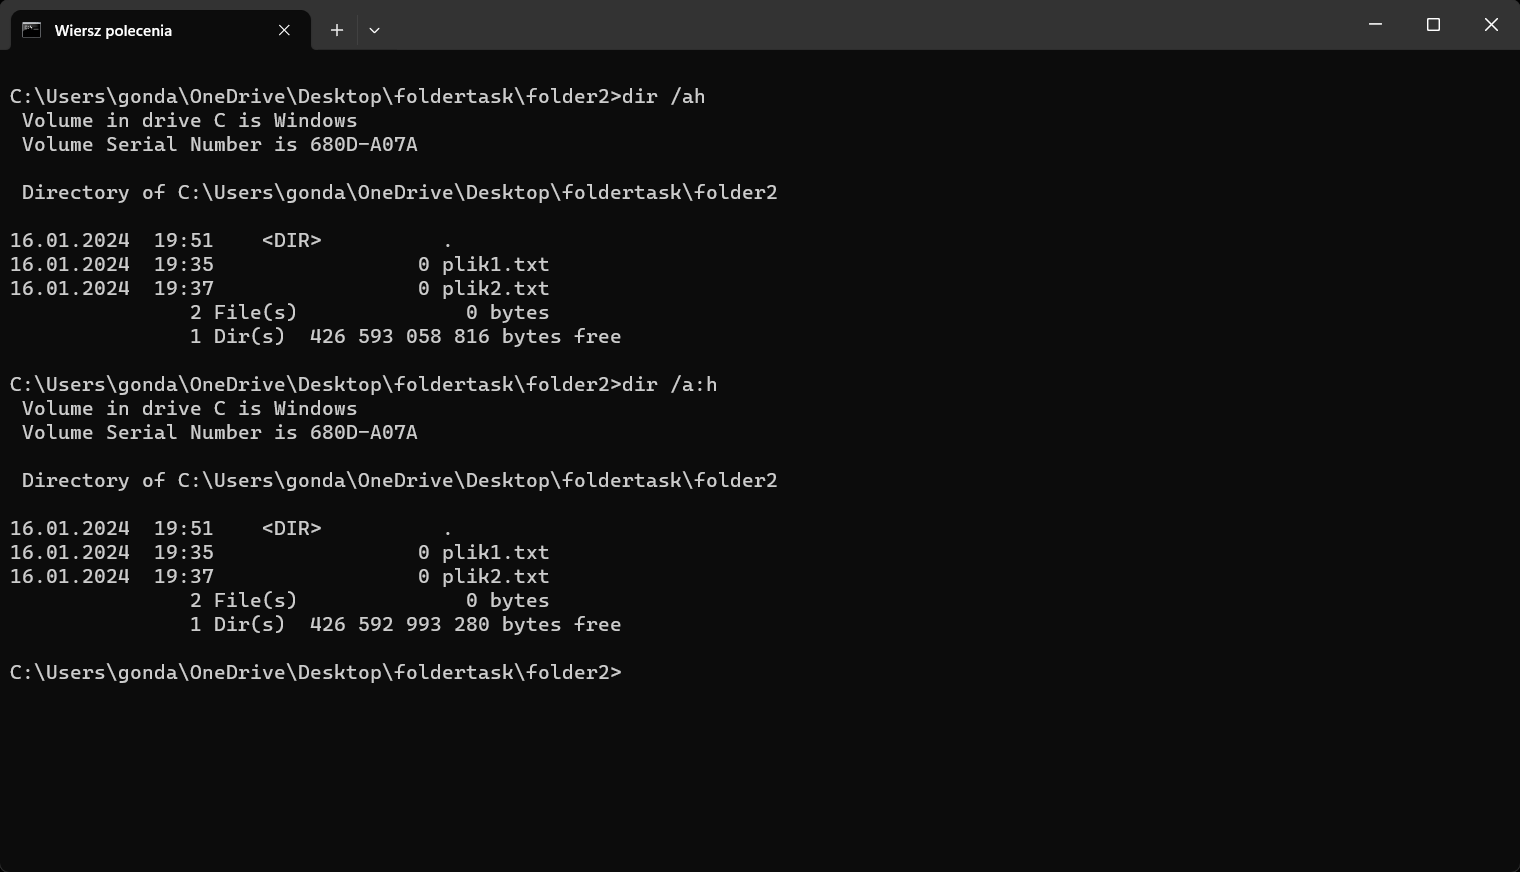 Wiersz polecenia
C:\Users\gonda\OneDrive\Desktop\foldertask\folder2>dir /ah
Volume in drive C is Windows
Volume Serial Number is 680D-A07A
Directory of C:\Users\gonda\OneDrive\Desktop\foldertask\folder2
16.01.2024  19:51    <DIR>          .
16.01.2024  19:35                 0 plik1.txt
16.01.2024  19:37                 0 plik2.txt
2 File(s)              0 bytes
1 Dir(s)  426 593 058 816 bytes free
C:\Users\gonda\OneDrive\Desktop\foldertask\folder2>dir /a:h
Volume in drive C is Windows
Volume Serial Number is 680D-A07A
Directory of C:\Users\gonda\OneDrive\Desktop\foldertask\folder2
16.01.2024  19:51    <DIR>          .
16.01.2024  19:35                 0 plik1.txt
16.01.2024  19:37                 0 plik2.txt
2 File(s)              0 bytes
1 Dir(s)  426 592 993 280 bytes free
C:\Users\gonda\OneDrive\Desktop\foldertask\folder2>